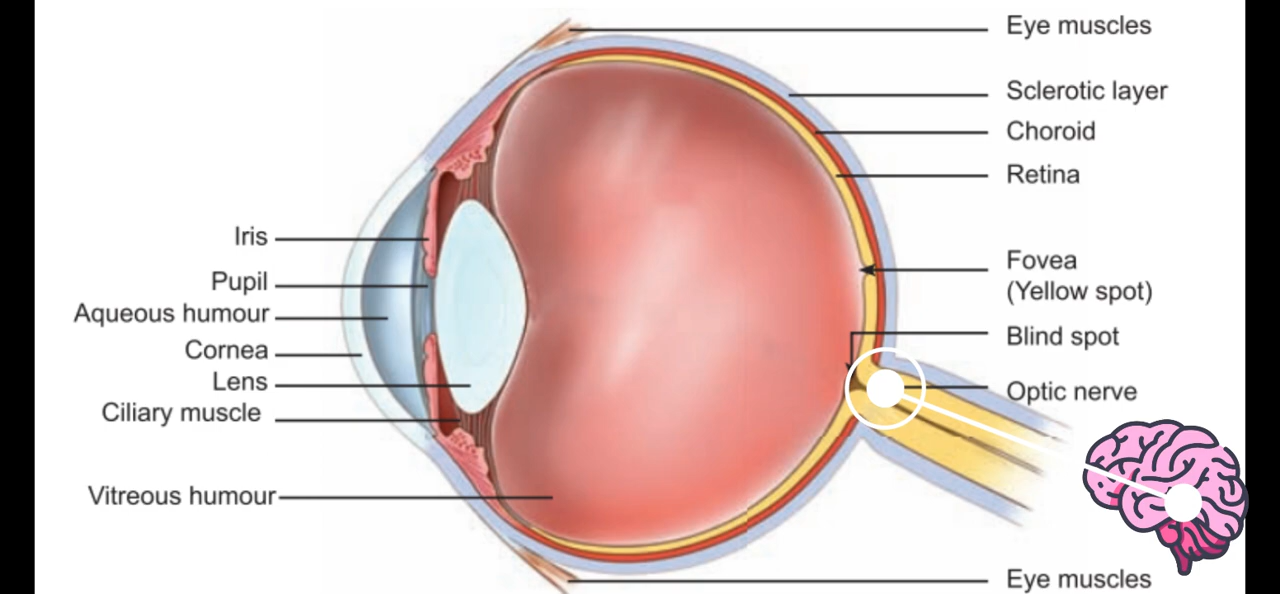 Eye muscles
Sclerotic layer
Choroid
Retina
Fovea
(Yellow spot)
Blind spot
Optic nerve
Iris
Pupil
Aqueous humour
Cornea
Lens
Ciliary muscle
Vitreous humour
Eye muscles